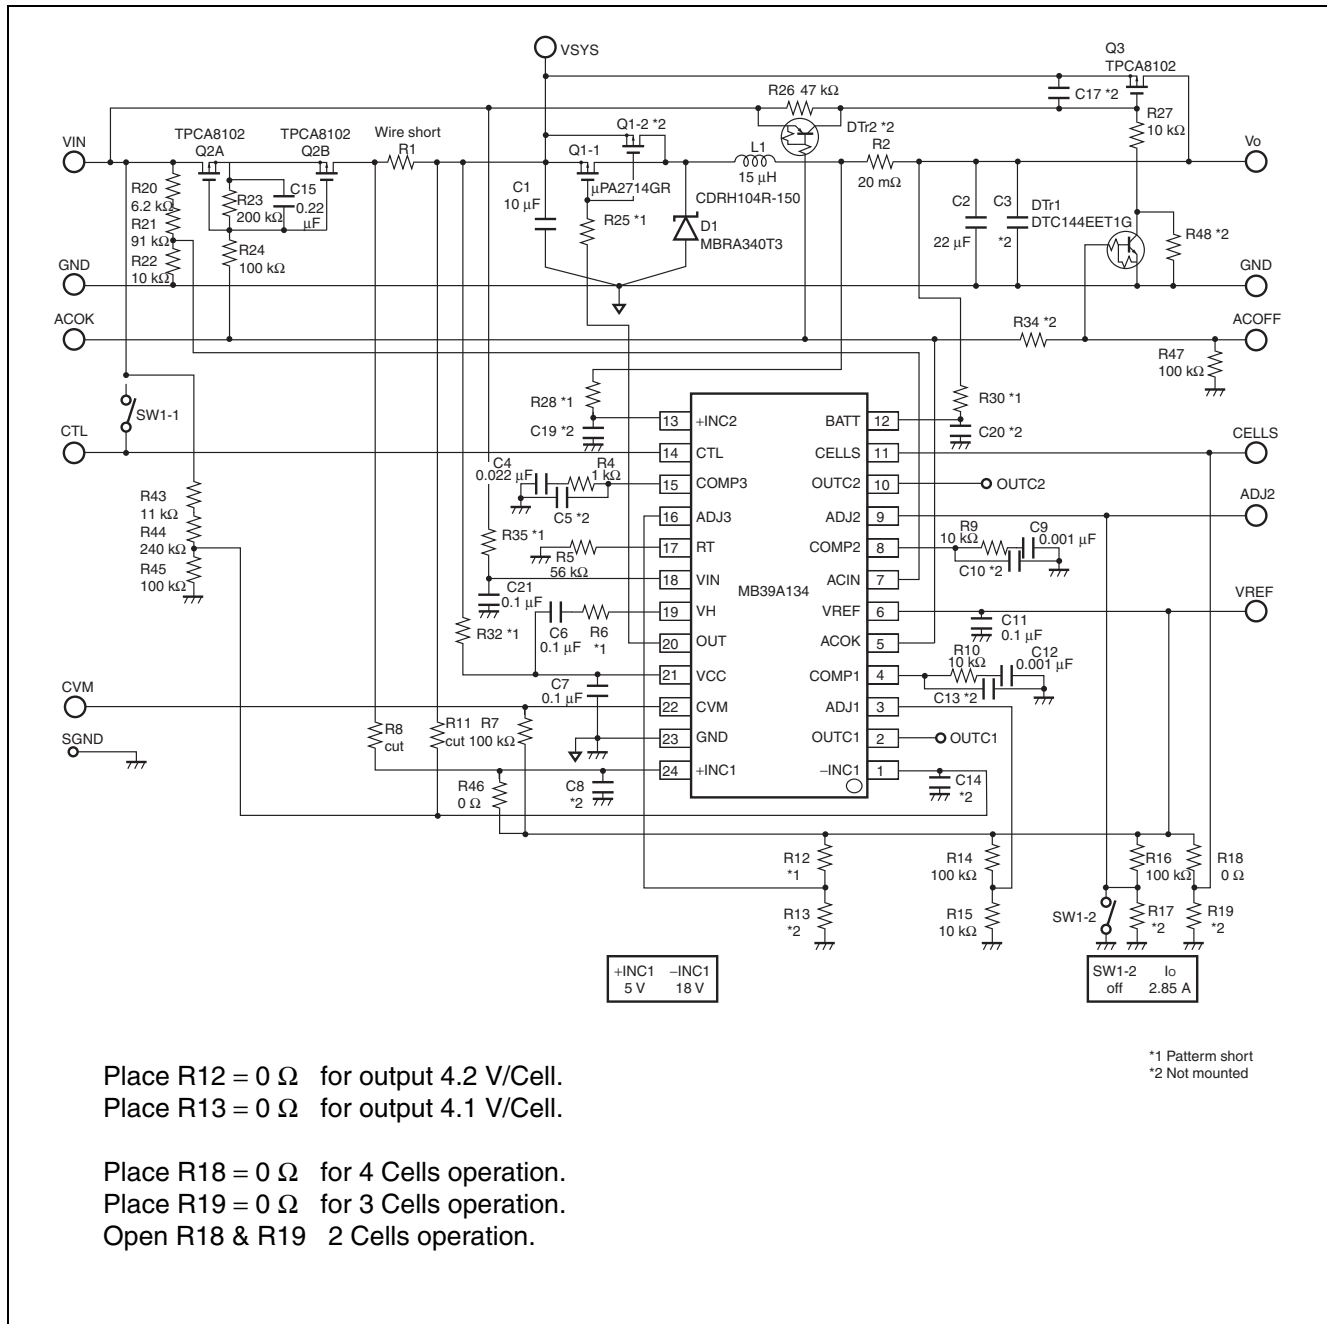 VSYS
Q3
TPCA8102
R26 47 kΩ
C17 *2
Q1-2 *2
DTr2 *2
R27
10 kΩ
VIN
TPCA8102
Q2A
TPCA8102
Q2B
Wire short
R1
Q1-1
L1
15 µH
CDRH104R-150
R2
20 mΩ
Vo
R20
6.2 kΩ
R21
91 kΩ
R22
10 kΩ
R23
200 kΩ
C15
0.22
µF
R24
100 kΩ
C1
10 µF
µPA2714GR
R25 *1
D1
MBRA340T3
C2
22 µF
C3
*2
DTr1
DTC144EET1G
R48 *2
GND
GND
ACOK
R34 *2
ACOFF
R47
100 kΩ
SW1-1
R28 *1
C19 *2
R30 *1
C20 *2
CTL
CELLS
13 +INC2
BATT 12
14 CTL
CELLS 11
C4
0.022 µF
R4
1 kΩ
C5 *2
15 COMP3
OUTC2 10
OUTC2
R43
11 kΩ
R44
240 kΩ
R45
100 kΩ
16 ADJ3
ADJ2 9
ADJ2
R35 *1
R5
56 kΩ
17 RT
COMP2 8
R9
10 kΩ
C9
0.001 µF
C10 *2
18 VIN
MB39A134
ACIN 7
C21
0.1 µF
19 VH
VREF 6
VREF
R32 *1
C6
0.1 µF
R6
*1
C11
0.1 µF
20 OUT
ACOK 5
21 VCC
COMP1 4
R10
10 kΩ
C12
0.001 µF
C13 *2
C7
0.1 µF
CVM
22 CVM
ADJ1 3
SGND
R8
cut
R11
cut
R7
100 kΩ
23 GND
OUTC1 2
OUTC1
24 +INC1
−INC1 1
R46
0 Ω
C8
*2
C14
*2
R12
*1
R14
100 kΩ
R16
100 kΩ
R18
0 Ω
R13
*2
R15
10 kΩ
SW1-2
R17
*2
R19
*2
+INC1 −INC1
5 V 18 V
SW1-2 Io
off 2.85 A
*1 Patterm short
*2 Not mounted
Place R12 = 0 Ω for output 4.2 V/Cell.
Place R13 = 0 Ω for output 4.1 V/Cell.
Place R18 = 0 Ω for 4 Cells operation.
Place R19 = 0 Ω for 3 Cells operation.
Open R18 & R19 2 Cells operation.